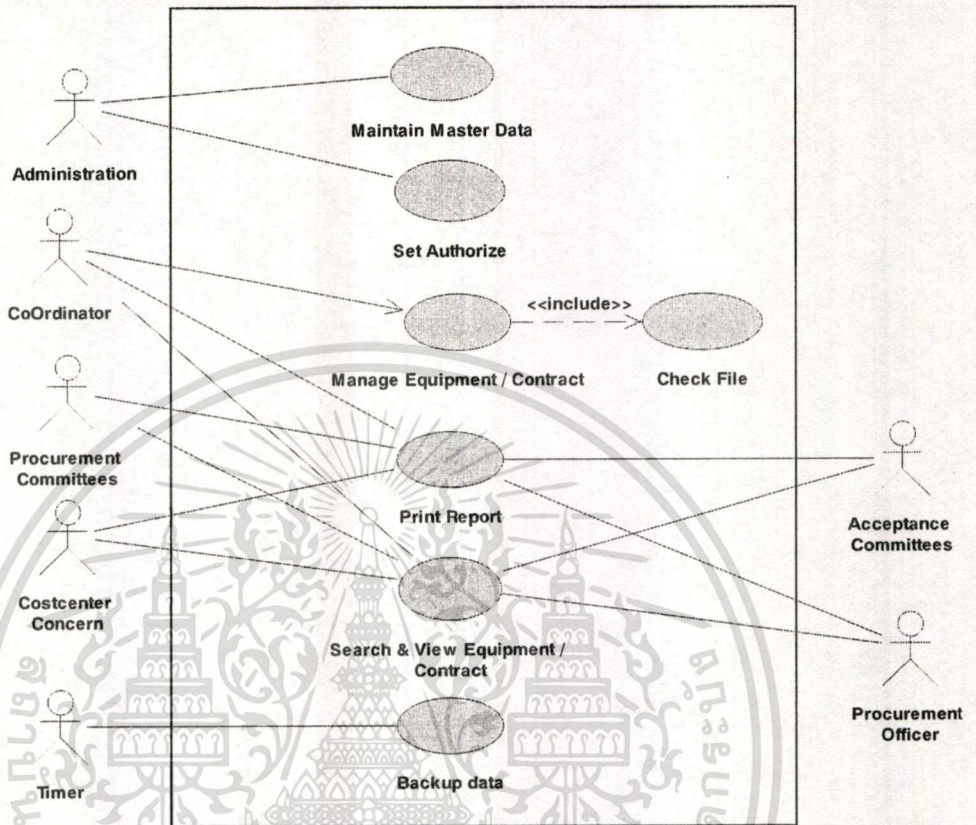 Maintain Master Data
Administration
Set Authorize
CoOrdinator
<<include>>
Manage Equipment / Contract
Check File
Procurement
Committees
Print Report
Acceptance
Committees
Costcenter
Concern
Search & View Equipment /
Contract
Procurement
Officer
Timer
Backup data